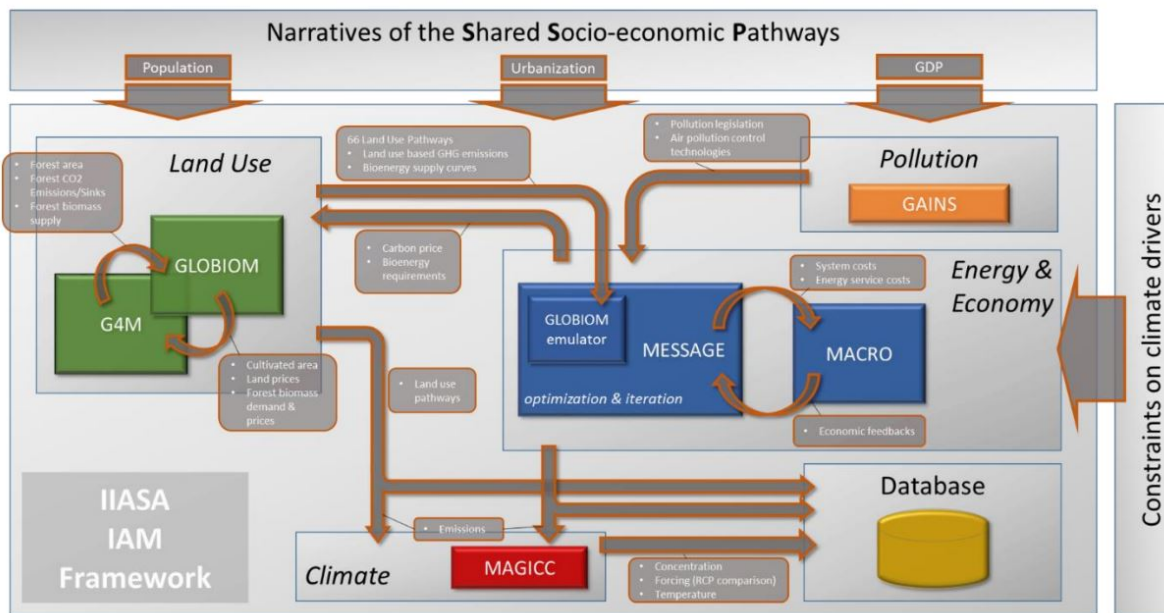 Narratives of the Shared Socio-economic Pathways
Population
Urbanization
GDP
Land Use
• Forest area
• Forest CO2
Emissions/Sinks
• Forest biomass
supply
GLOBIOM
G4M
• Cultivated area
• Land prices
• Forest biomass
demand &
prices
66 Land Use Pathways
• Land use based GHG emissions
• Bioenergy supply curves
• Carbon price
• Bioenergy
requirements
• Pollution legislation
• Air pollution control
technologies
Pollution
GAINS
Energy &
Economy
• System costs
• Energy service costs
GLOBIOM
emulator
MESSAGE
optimization & iteration
MACRO
• Economic feedbacks
• Land use
pathways
Constraints on climate drivers
IIASA
IAM
Framework
• Emissions
Climate
MAGICC
• Concentration
• Forcing (RCP comparison)
• Temperature
Database